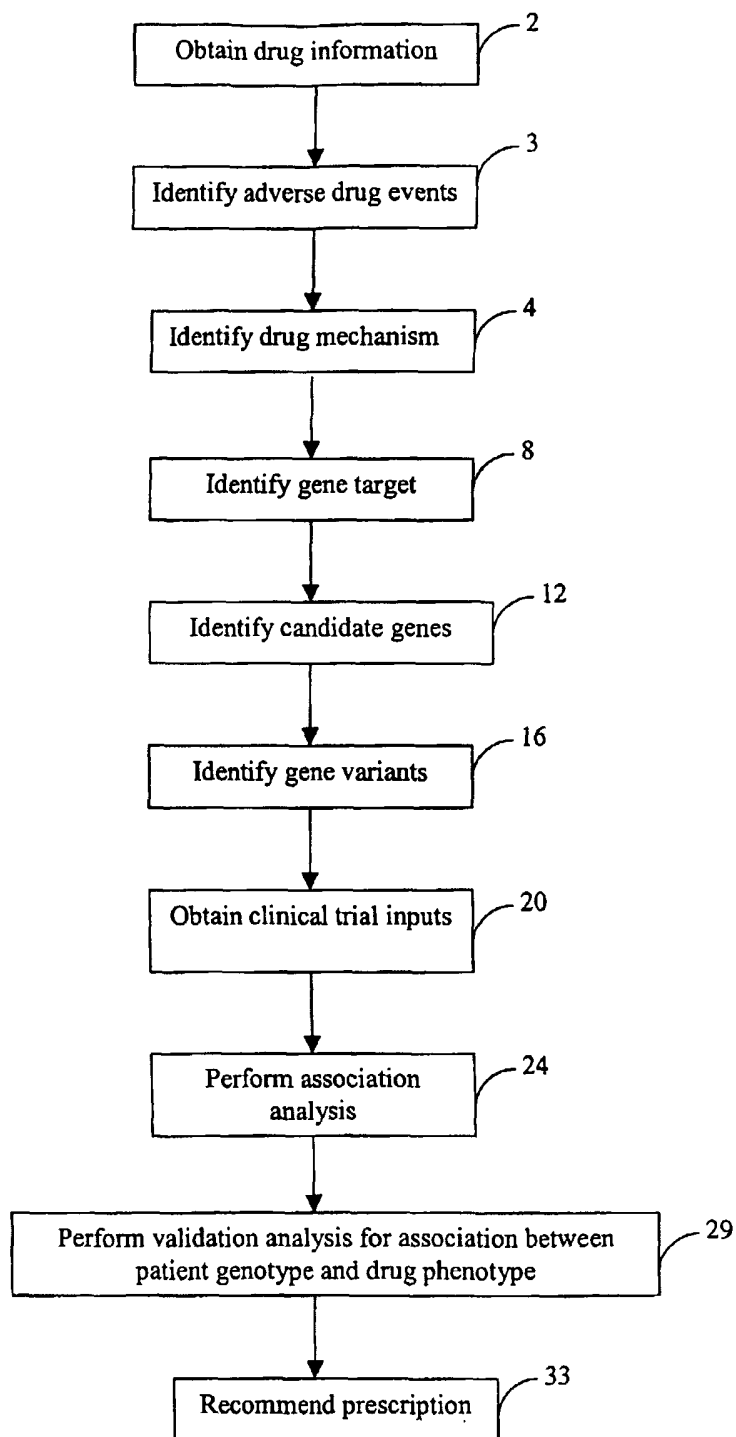 Obtain drug information
2
Identify adverse drug events
3
Identify drug mechanism
4
Identify gene target
8
Identify candidate genes
12
Identify gene variants
16
Obtain clinical trial inputs
20
Perform association
analysis
24
Perform validation analysis for association between
patient genotype and drug phenotype
29
Recommend prescription
33